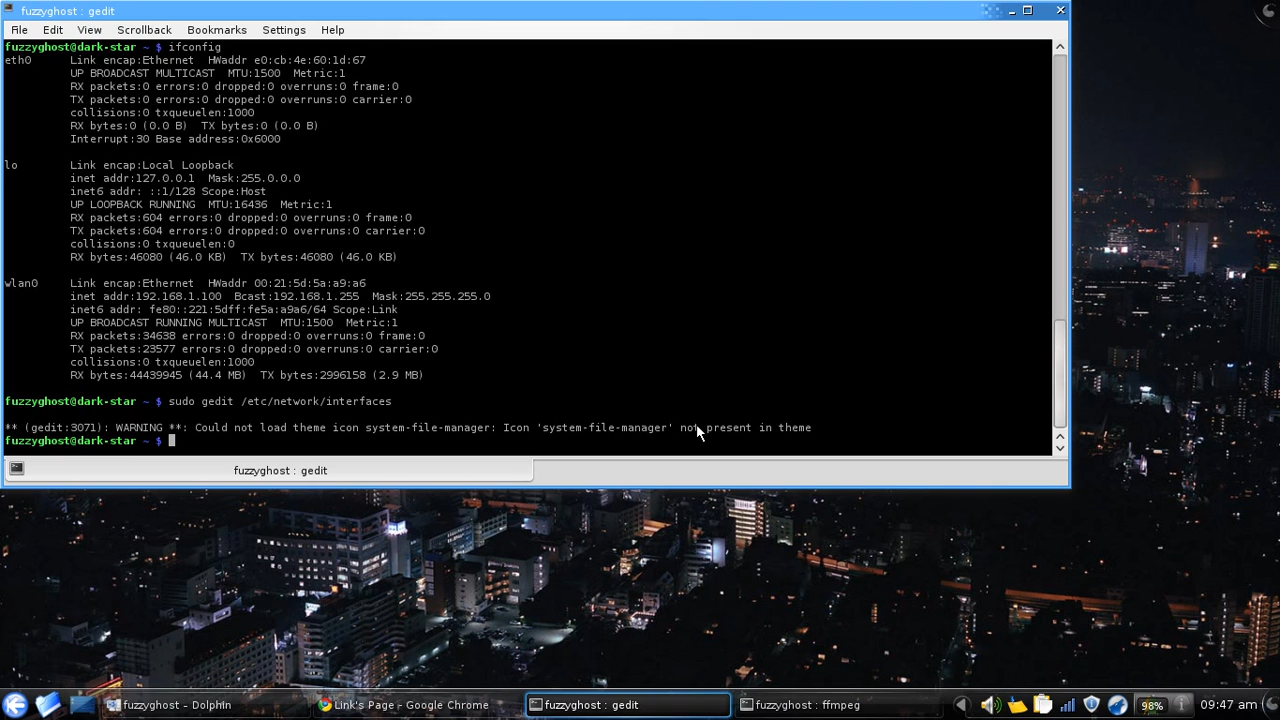 fuzzyghost : gedit
File Edit View Scrollback Bookmarks Settings Help
fuzzyghost@dark-star ~ $ ifconfig
eth0 Link encap:Ethernet HWaddr e0:cb:4e:60:1d:67
UP BROADCAST MULTICAST MTU:1500 Metric:1
RX packets:0 errors:0 dropped:0 overruns:0 frame:0
TX packets:0 errors:0 dropped:0 overruns:0 carrier:0
collisions:0 txqueuelen:1000
RX bytes:0 (0.0 B) TX bytes:0 (0.0 B)
Interrupt:30 Base address:0x6000
lo Link encap:Local Loopback
inet addr:127.0.0.1 Mask:255.0.0.0
inet6 addr: ::1/128 Scope:Host
UP LOOPBACK RUNNING MTU:16436 Metric:1
RX packets:604 errors:0 dropped:0 overruns:0 frame:0
TX packets:604 errors:0 dropped:0 overruns:0 carrier:0
collisions:0 txqueuelen:0
RX bytes:46080 (46.0 KB) TX bytes:46080 (46.0 KB)
wlan0 Link encap:Ethernet HWaddr 00:21:5d:5a:a9:a6
inet addr:192.168.1.100 Bcast:192.168.1.255 Mask:255.255.255.0
inet6 addr: fe80::221:5dff:fe5a:a9a6/64 Scope:Link
UP BROADCAST RUNNING MULTICAST MTU:1500 Metric:1
RX packets:34638 errors:0 dropped:0 overruns:0 frame:0
TX packets:23577 errors:0 dropped:0 overruns:0 carrier:0
collisions:0 txqueuelen:1000
RX bytes:44439945 (44.4 MB) TX bytes:2996158 (2.9 MB)
fuzzyghost@dark-star ~ $ sudo gedit /etc/network/interfaces
** (gedit:3071): WARNING **: Could not load theme icon system-file-manager: Icon 'system-file-manager' not present in theme
fuzzyghost@dark-star ~ $
fuzzyghost : gedit
fuzzyghost – Dolphin Link's Page - Google Chrome fuzzyghost : gedit fuzzyghost : ffmpeg 98% 09:47 am